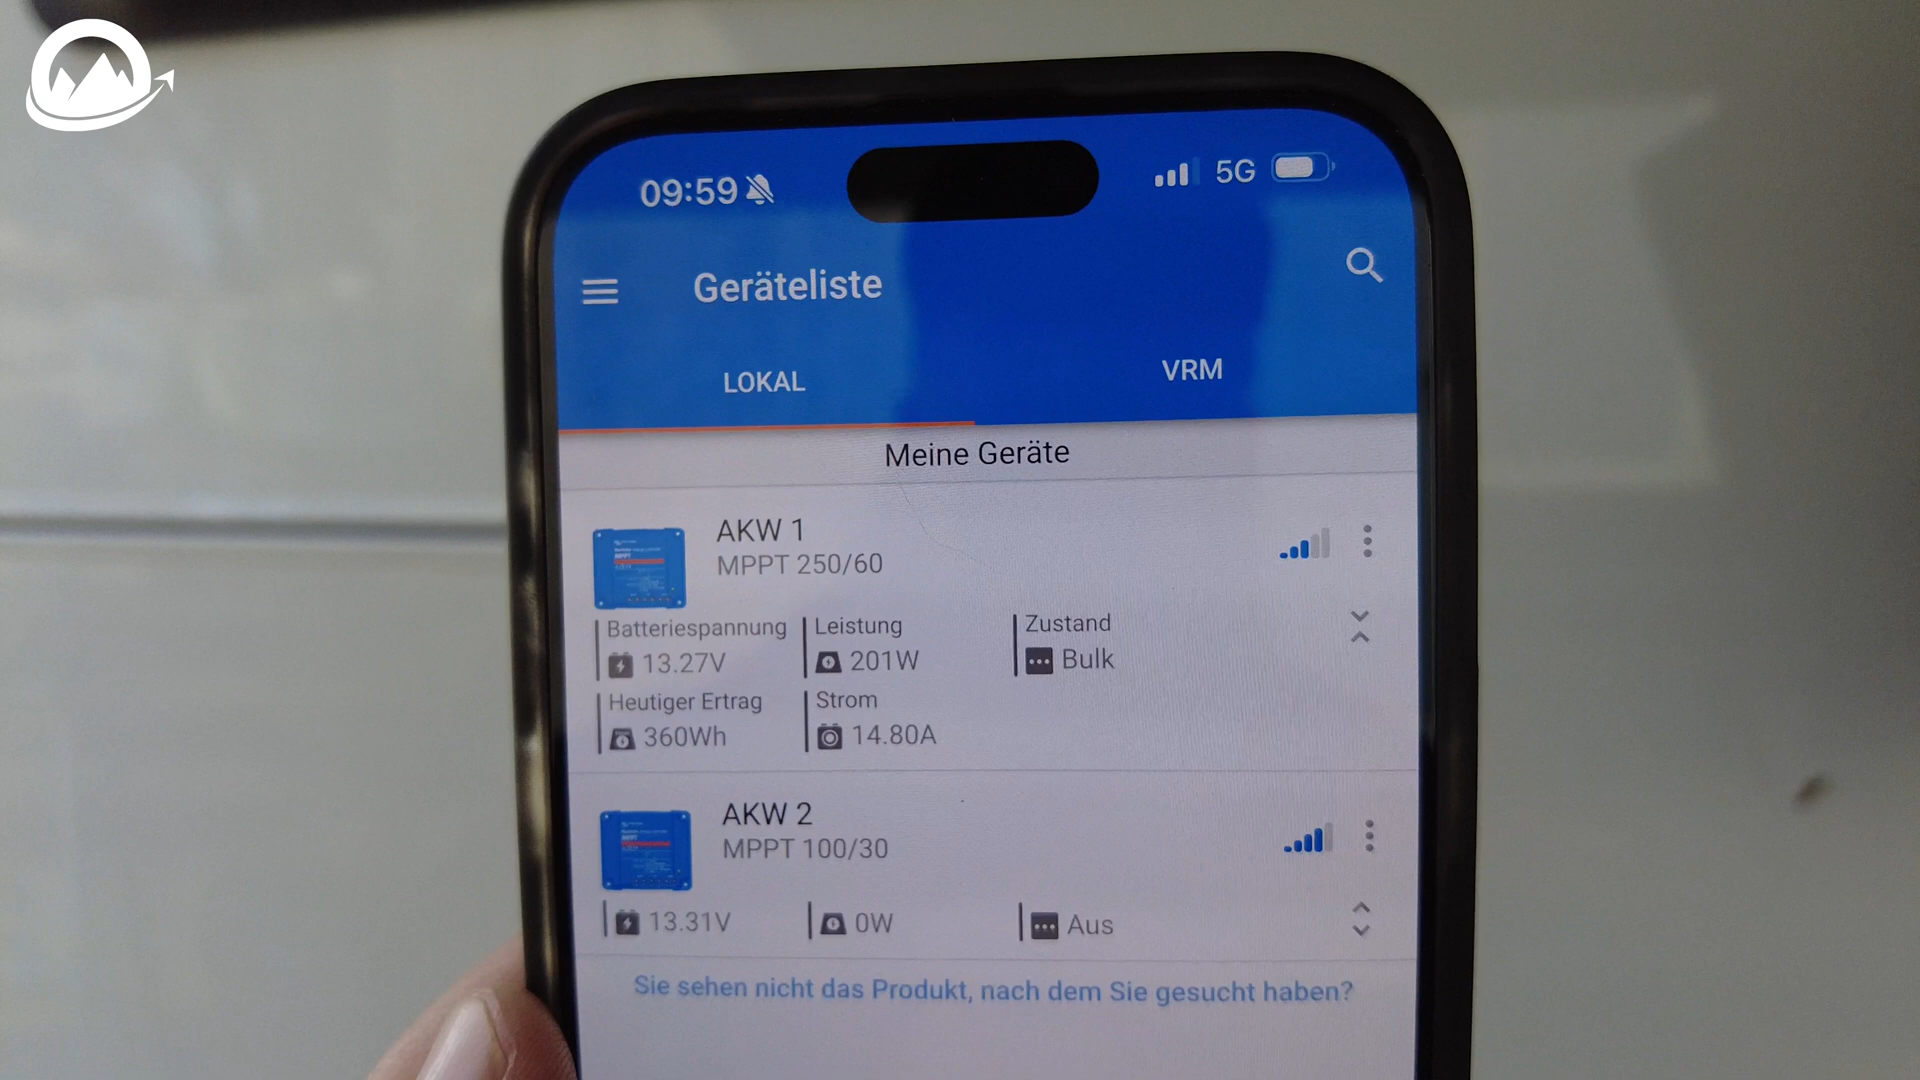 09:59
5G
Geräteliste
LOKAL
VRM
Meine Geräte
AKW 1
MPPT 250/60
Batteriespannung
13.27V
Leistung
201W
Zustand
Bulk
Heutiger Ertrag
360Wh
Strom
14.80A
AKW 2
MPPT 100/30
13.31V
0W
Aus
Sie sehen nicht das Produkt, nach dem Sie gesucht haben?